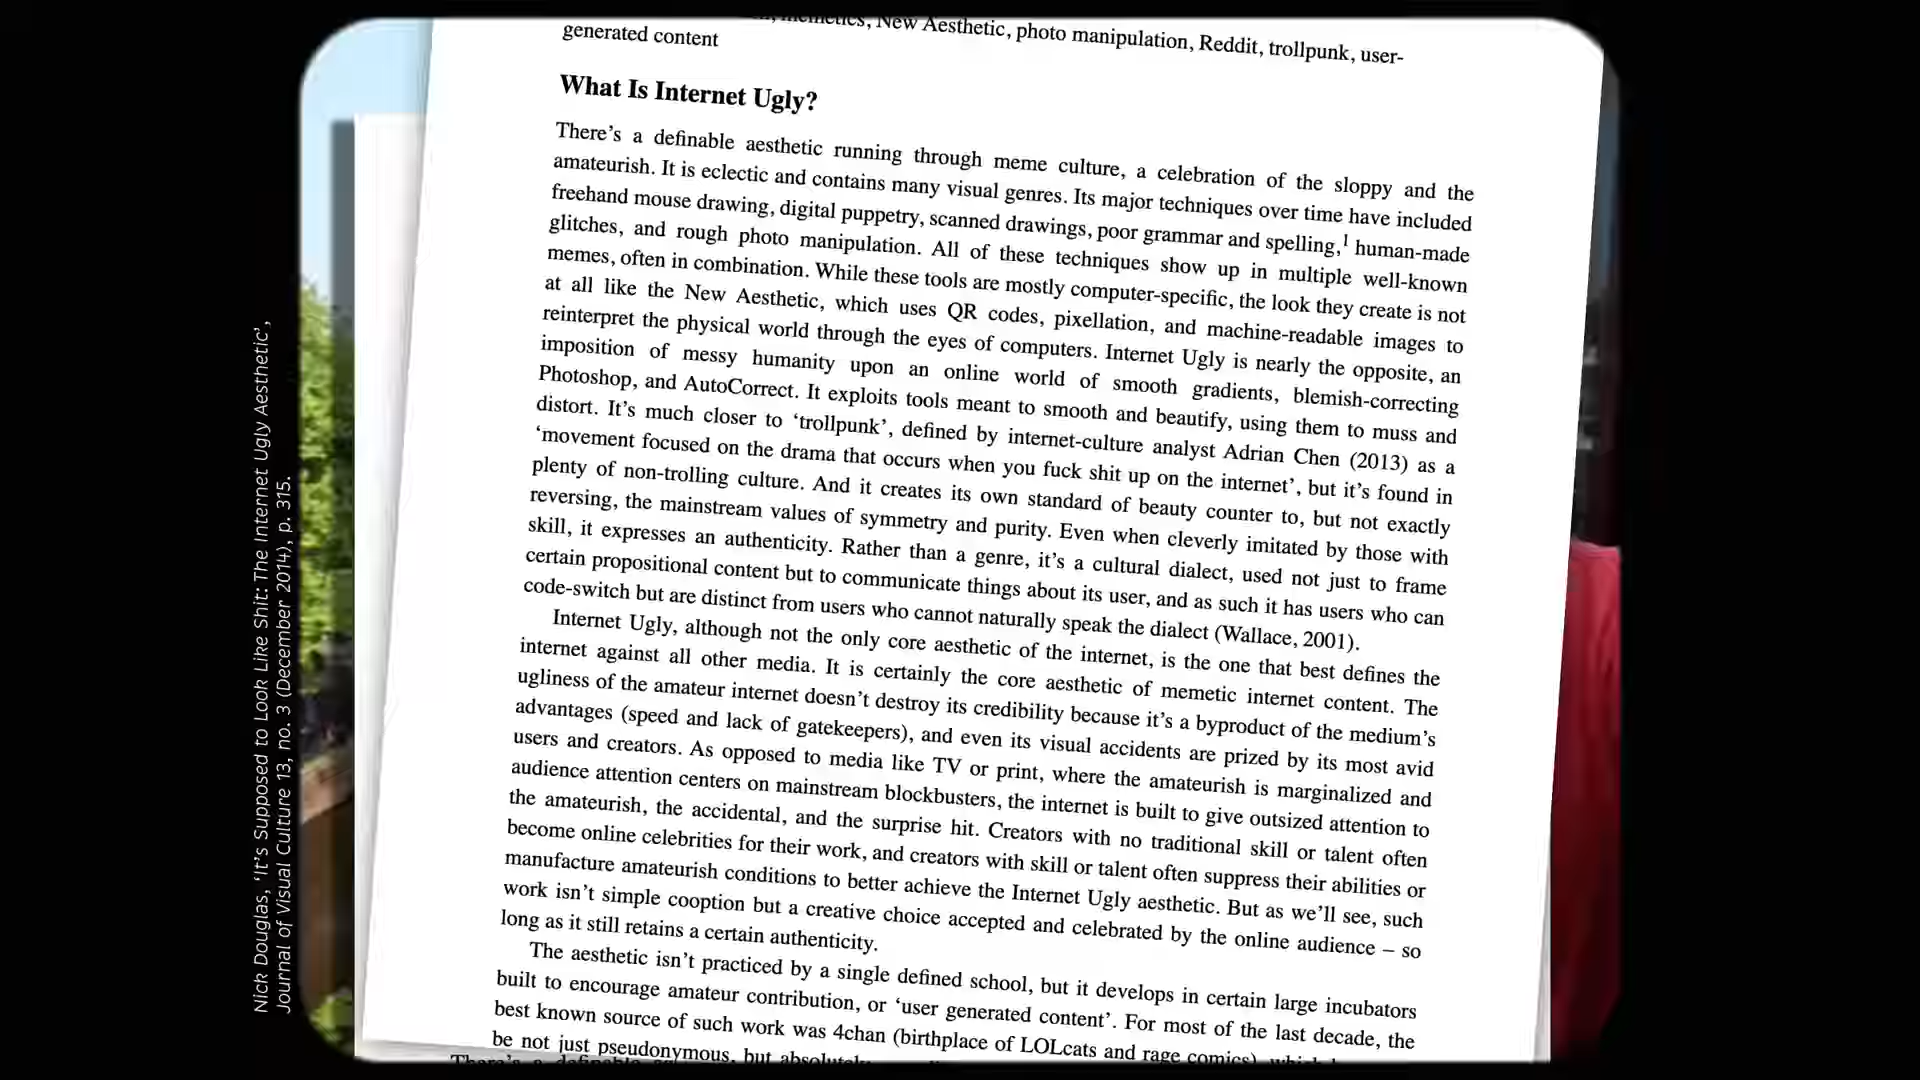 memetics, New Aesthetic, photo manipulation, Reddit, trollpunk, user-
generated content
What Is Internet Ugly?
There's a definable aesthetic running through meme culture, a celebration of the sloppy and the
amateurish. It is eclectic and contains many visual genres. Its major techniques over time have included
freehand mouse drawing, digital puppetry, scanned drawings, poor grammar and spelling,1 human-made
glitches, and rough photo manipulation. All of these techniques show up in multiple well-known
memes, often in combination. While these tools are mostly computer-specific, the look they create is not
at all like the New Aesthetic, which uses QR codes, pixellation, and machine-readable images to
reinterpret the physical world through the eyes of computers. Internet Ugly is nearly the opposite, an
imposition of messy humanity upon an online world of smooth gradients, blemish-correcting
Photoshop, and AutoCorrect. It exploits tools meant to smooth and beautify, using them to muss and
distort. It's much closer to 'trollpunk', defined by internet-culture analyst Adrian Chen (2013) as a
'movement focused on the drama that occurs when you fuck shit up on the internet', but it's found in
plenty of non-trolling culture. And it creates its own standard of beauty counter to, but not exactly
reversing, the mainstream values of symmetry and purity. Even when cleverly imitated by those with
skill, it expresses an authenticity. Rather than a genre, it's a cultural dialect, used not just to frame
certain propositional content but to communicate things about its user, and as such it has users who can
code-switch but are distinct from users who cannot naturally speak the dialect (Wallace, 2001).
Internet Ugly, although not the only core aesthetic of the internet, is the one that best defines the
internet against all other media. It is certainly the core aesthetic of memetic internet content. The
ugliness of the amateur internet doesn't destroy its credibility because it's a byproduct of the medium's
advantages (speed and lack of gatekeepers), and even its visual accidents are prized by its most avid
users and creators. As opposed to media like TV or print, where the amateurish is marginalized and
audience attention centers on mainstream blockbusters, the internet is built to give outsized attention to
the amateurish, the accidental, and the surprise hit. Creators with no traditional skill or talent often
become online celebrities for their work, and creators with skill or talent often suppress their abilities or
manufacture amateurish conditions to better achieve the Internet Ugly aesthetic. But as we'll see, such
work isn't simple cooption but a creative choice accepted and celebrated by the online audience – so
long as it still retains a certain authenticity.
The aesthetic isn't practiced by a single defined school, but it develops in certain large incubators
built to encourage amateur contribution, or 'user generated content'. For most of the last decade, the
best known source of such work was 4chan (birthplace of LOLcats and rage comics), which
be not just pseudonymous, but absolutely
There's a definable
Nick Douglas, 'It's Supposed to Look Like Shit: The Internet Ugly Aesthetic',
Journal of Visual Culture 13, no. 3 (December 2014), p. 315.